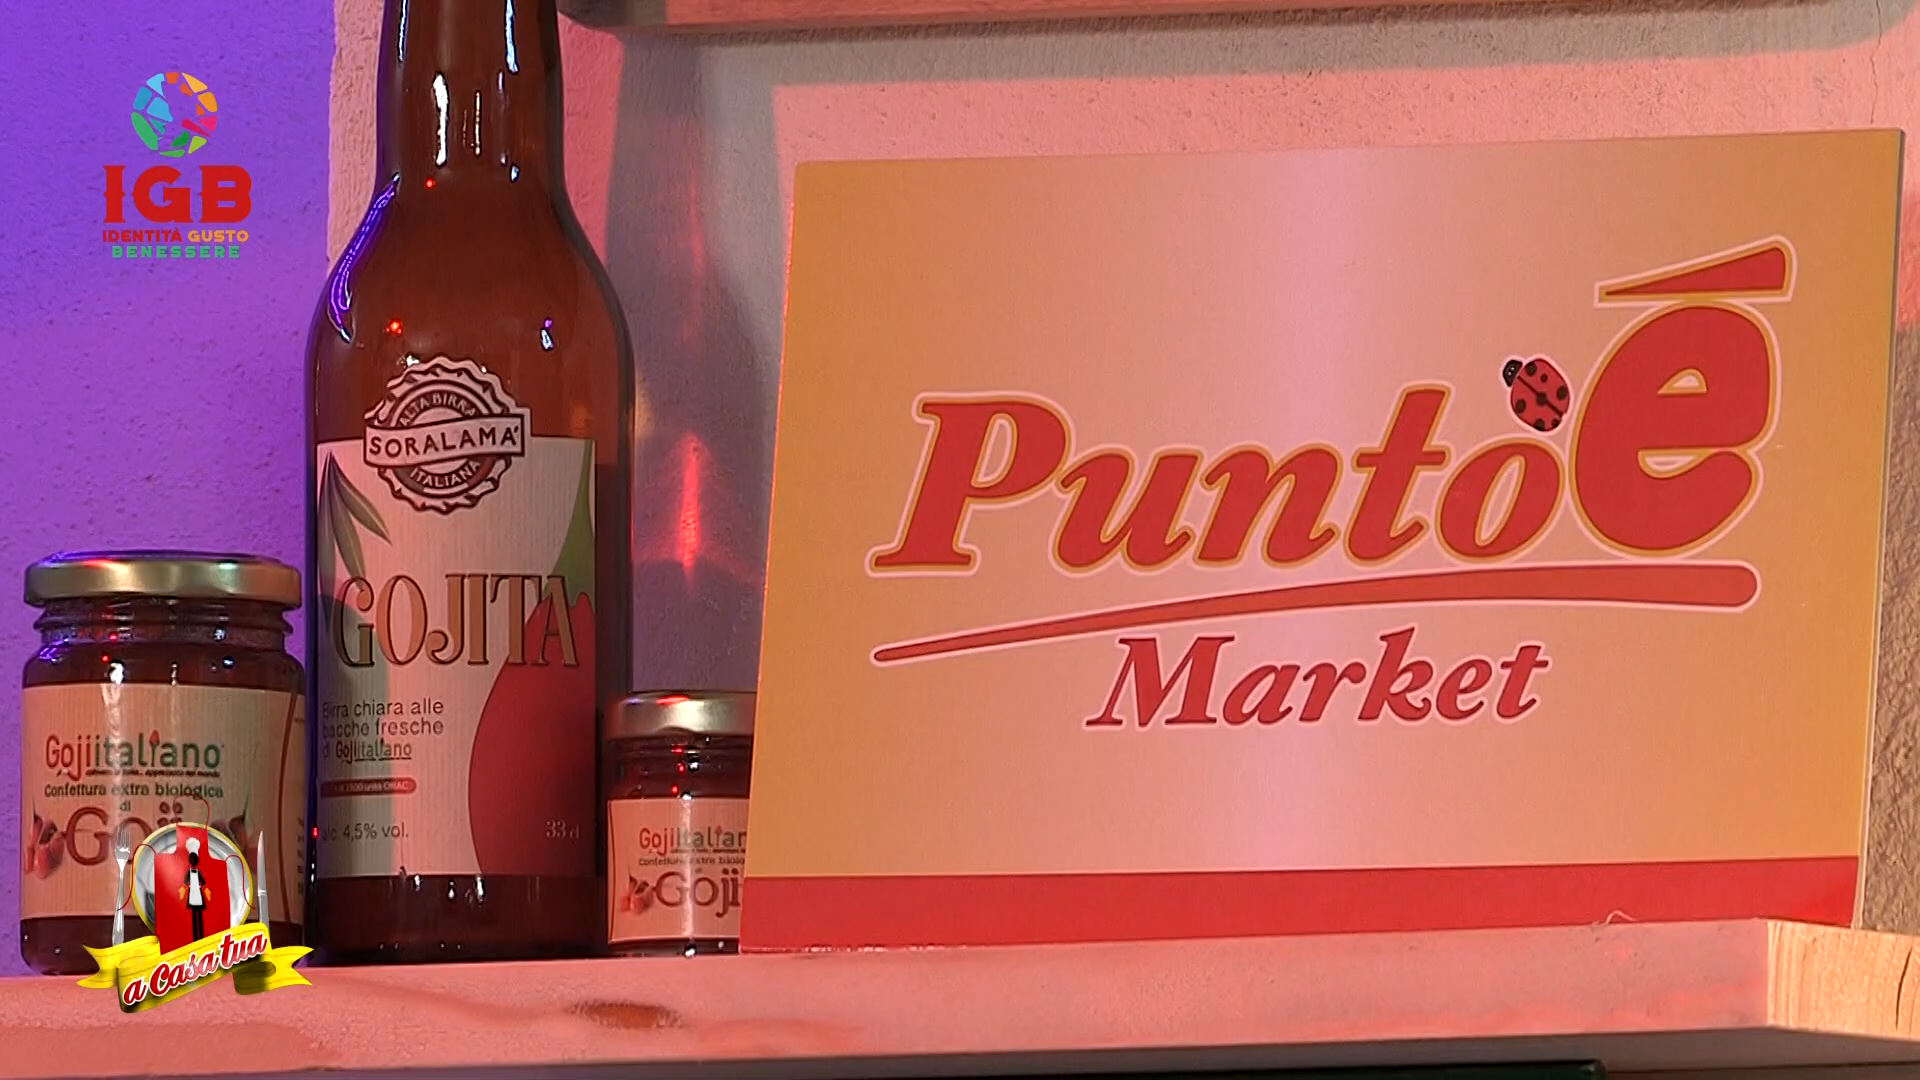 IGB
IDENTITÀ GUSTO
BENESSERE
ALTA BIRRA
SORALAMA'
ITALIANA
GOJITA
Birra chiara alle
bacche fresche
di Gojiitaliano
alc. 4,5% vol.
33 cl
Gojiitaliano
Confettura extra biologica
di
Goji
Gojiitalian
Goji
Puntoé
Market
a Casa tua